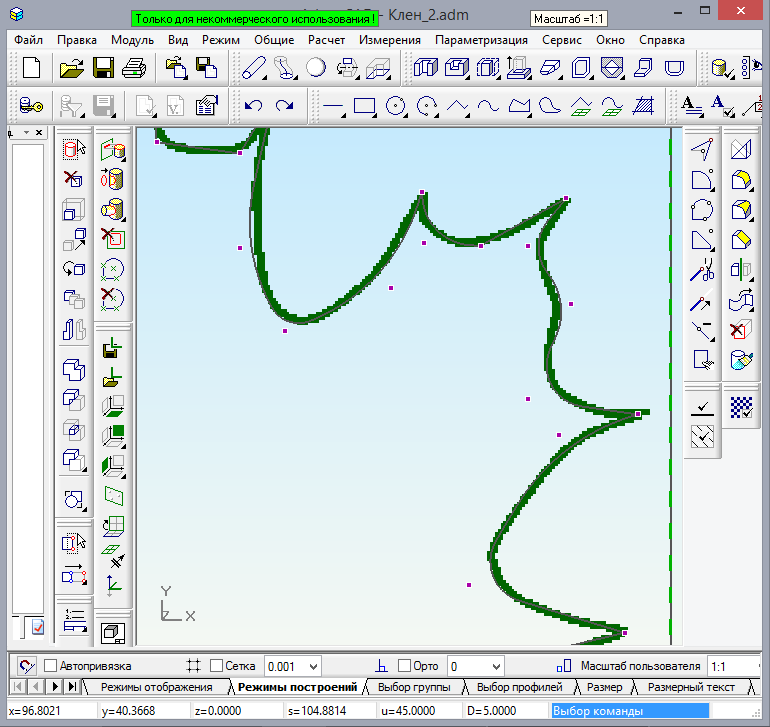 Только для некоммерческого использования !
Клен_2.adm
Масштаб =1:1
Файл Правка Модуль Вид Режим Общие Расчет Измерения Параметризация Сервис Окно Справка
Y
Z X
Автопривязка Сетка 0.001 Орто 0 Масштаб пользователя 1:1
Режимы отображения Режимы построений Выбор группы Выбор профилей Размер Размерный текст
x=96.8021 y=40.3668 z=0.0000 s=104.8814 u=45.0000 D=5.0000 Выбор команды